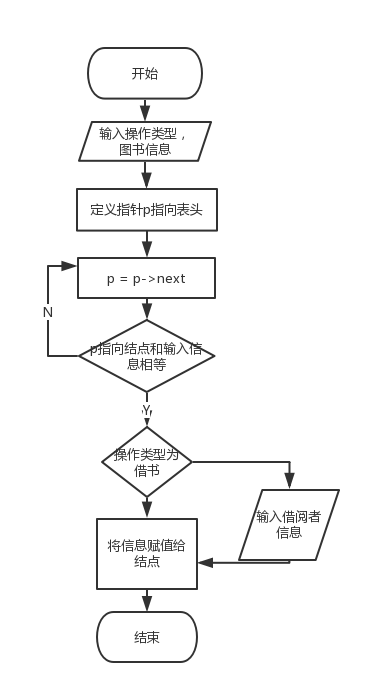 开始
输入操作类型，
图书信息
定义指针p指向表头
p = p->next
N
p指向结点和输入信
息相等
Y
操作类型为
借书
输入借阅者
信息
将信息赋值给
结点
结束